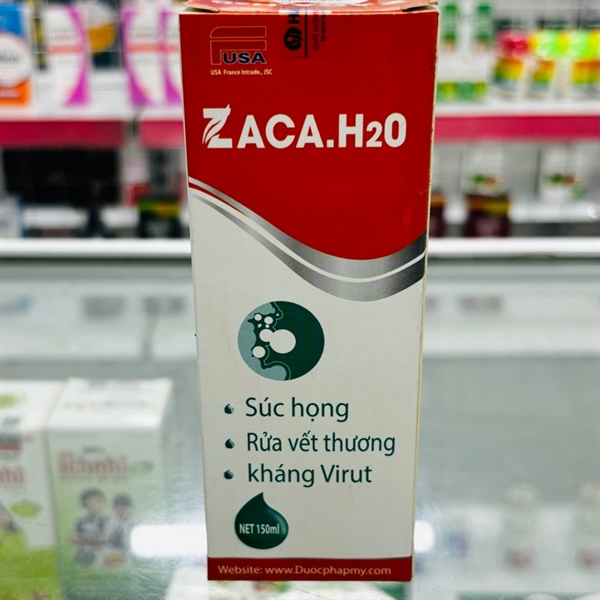 USA
USA France Intrade., JSC
ZACA.H2O
Súc họng
Rửa vết thương
kháng Virut
NET 150ml
Website: www.Duocphapmy.com